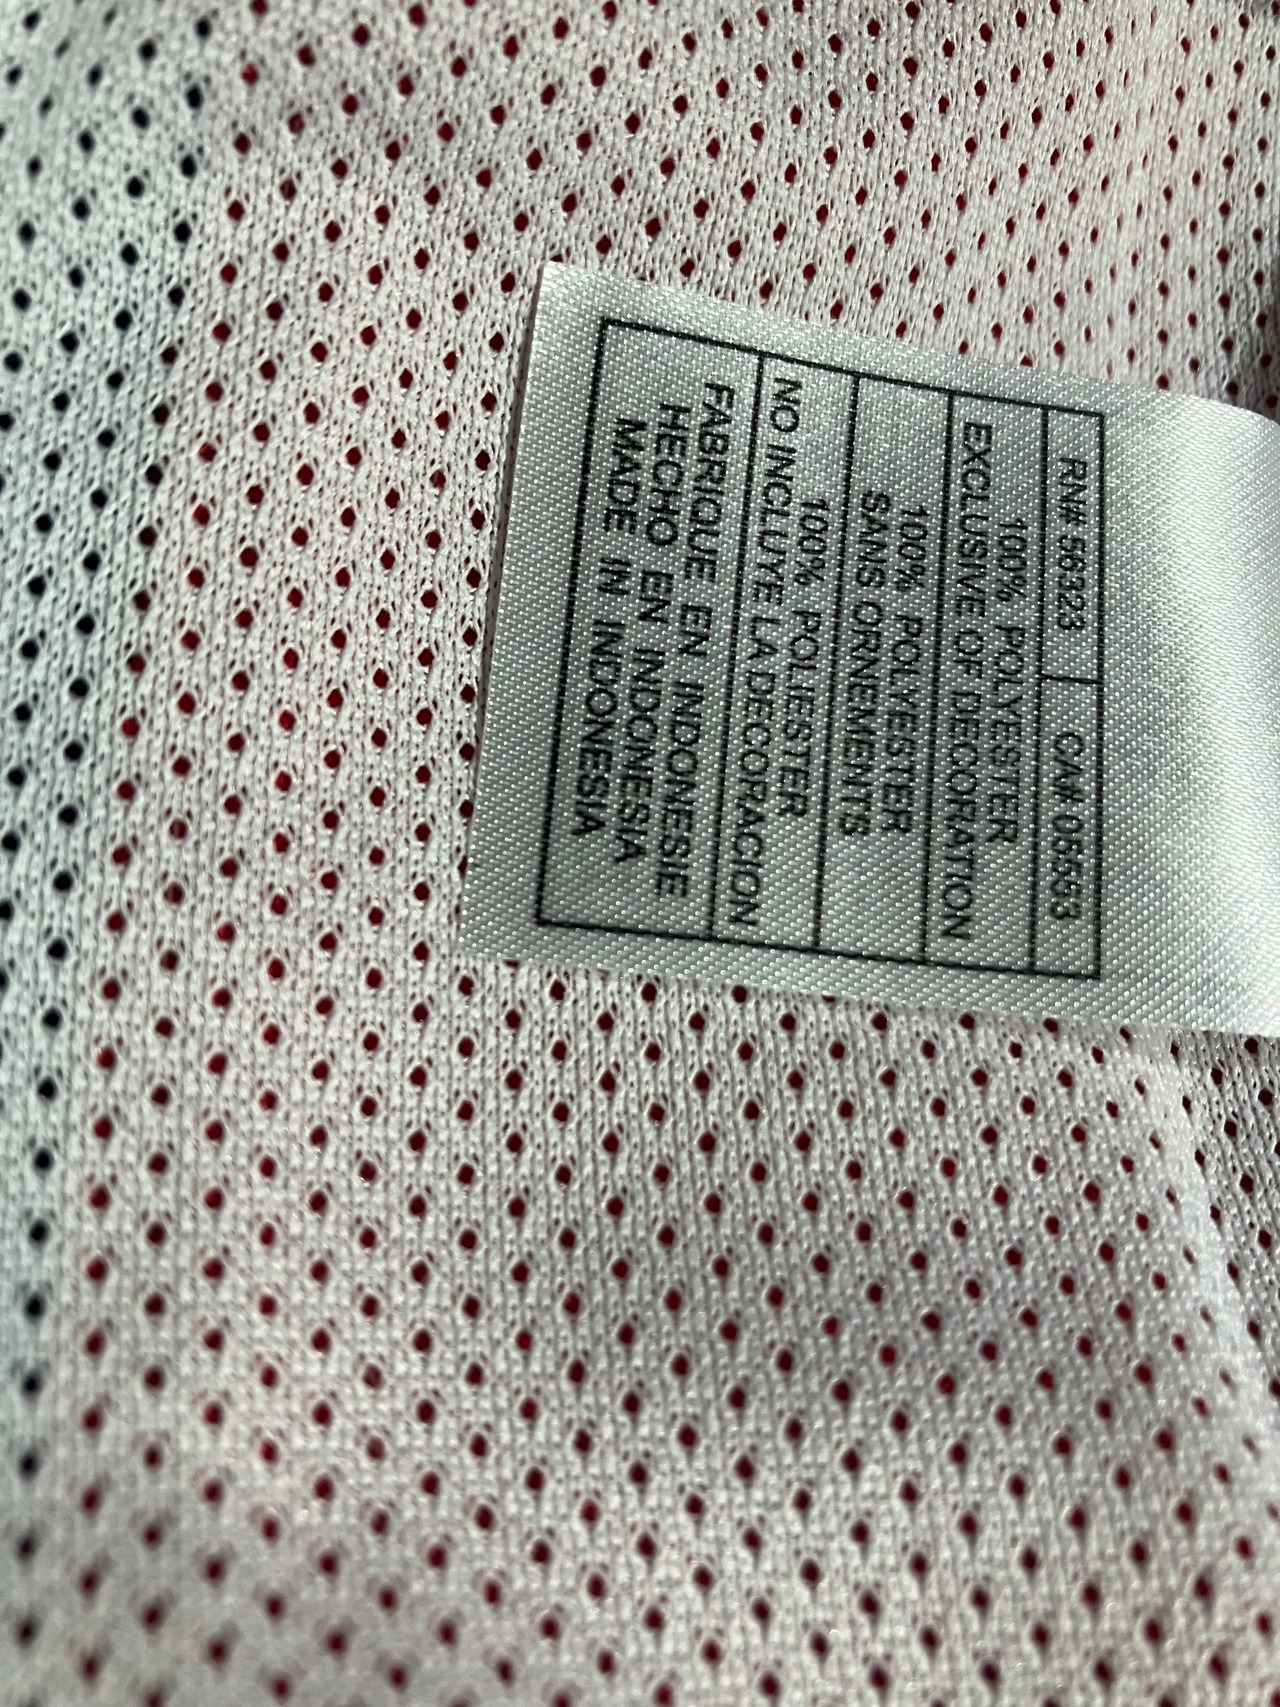 RN# 56323 CA# 05553
100% POLYESTER
EXCLUSIVE OF DECORATION
100% POLYESTER
SANS ORNEMENTS
100% POLIESTER
NO INCLUYE LA DECORACION
FABRIQUE EN INDONESIE
HECHO EN INDONESIA
MADE IN INDONESIA